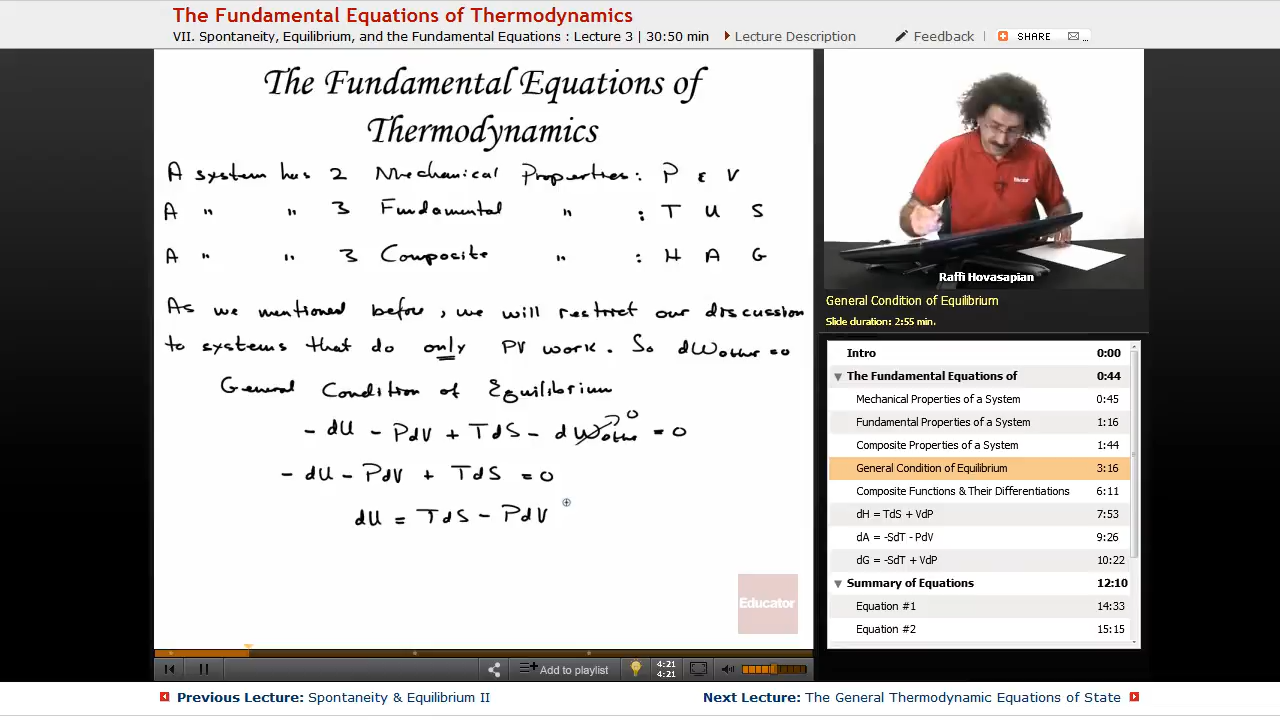 The Fundamental Equations of Thermodynamics
VII. Spontaneity, Equilibrium, and the Fundamental Equations : Lecture 3 | 30:50 min
Lecture Description
Feedback
SHARE
The Fundamental Equations of
Thermodynamics
A system has 2 Mechanical Properties: P & V
A " " 3 Fundamental " : T U S
A " " 3 Composite " : H A G
As we mentioned before, we will restrict our discussion
to systems that do only PV work. So dWother=0
General Condition of Equilibrium
- dU - PdV + TdS - dWother = 0
0
- dU - PdV + TdS = 0
dU = TdS - PdV
Educator
Educator
Raffi Hovasapian
General Condition of Equilibrium
Slide duration: 2:55 min.
Intro 0:00
The Fundamental Equations of 0:44
Mechanical Properties of a System 0:45
Fundamental Properties of a System 1:16
Composite Properties of a System 1:44
General Condition of Equilibrium 3:16
Composite Functions & Their Differentiations 6:11
dH = TdS + VdP 7:53
dA = -SdT - PdV 9:26
dG = -SdT + VdP 10:22
Summary of Equations 12:10
Equation #1 14:33
Equation #2 15:15
Add to playlist
4:21
4:21
Previous Lecture: Spontaneity & Equilibrium II
Next Lecture: The General Thermodynamic Equations of State